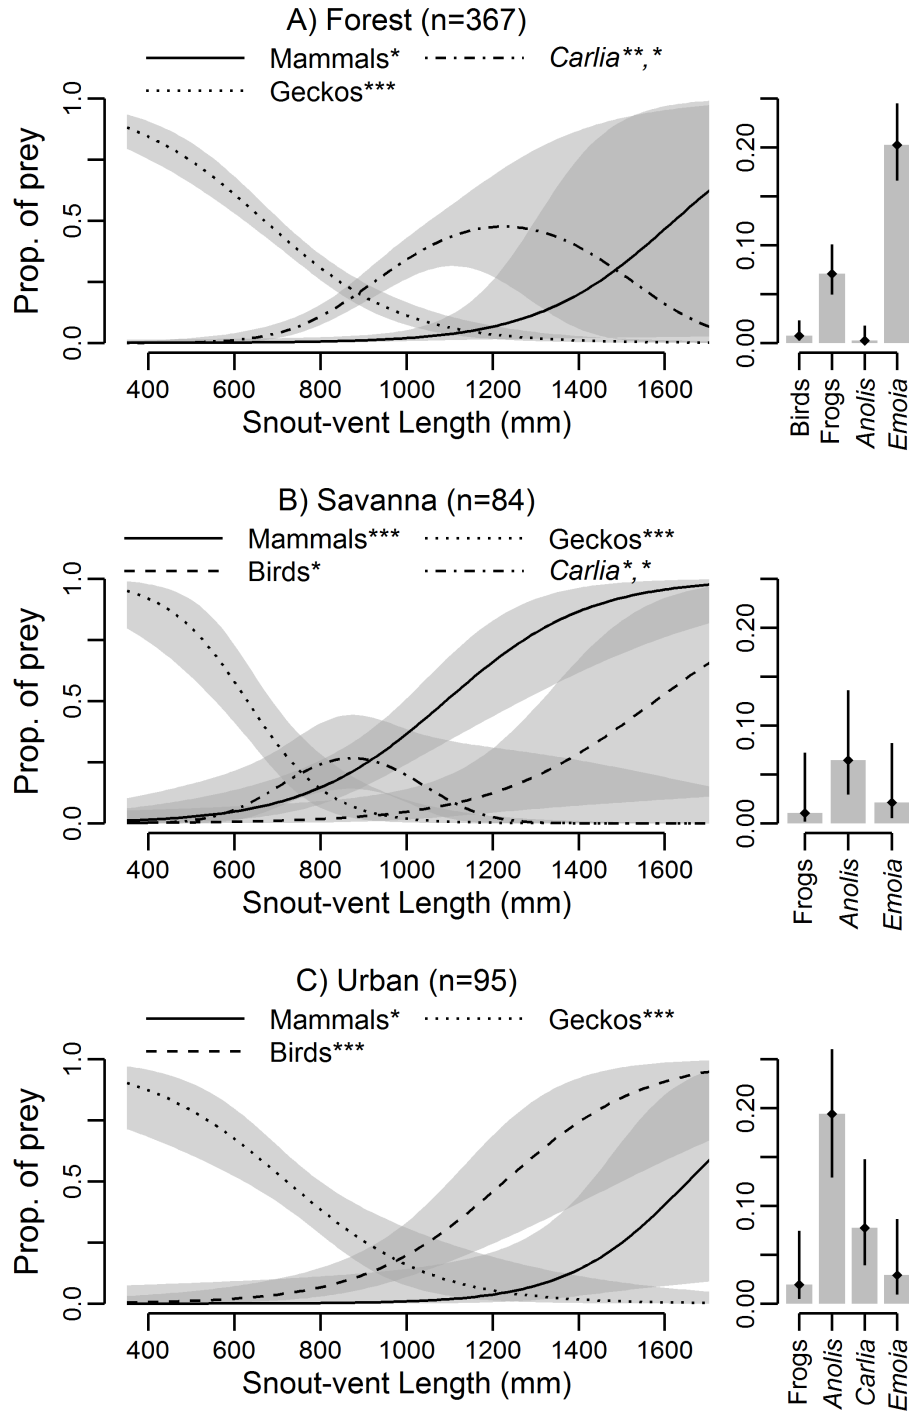 A) Forest (n=367)
Mammals* Carlia**,*
Geckos***
Prop. of prey
0.0 0.5 1.0
400 600 800 1000 1200 1400 1600
Snout-vent Length (mm)
0.00 0.10 0.20
Birds Frogs Anolis Emoia
B) Savanna (n=84)
Mammals*** Geckos***
Birds* Carlia*,*
Prop. of prey
0.0 0.5 1.0
400 600 800 1000 1200 1400 1600
Snout-vent Length (mm)
0.00 0.10 0.20
Frogs Anolis Emoia
C) Urban (n=95)
Mammals* Geckos***
Birds***
Prop. of prey
0.0 0.5 1.0
400 600 800 1000 1200 1400 1600
Snout-vent Length (mm)
0.00 0.10 0.20
Frogs Anolis Carlia Emoia